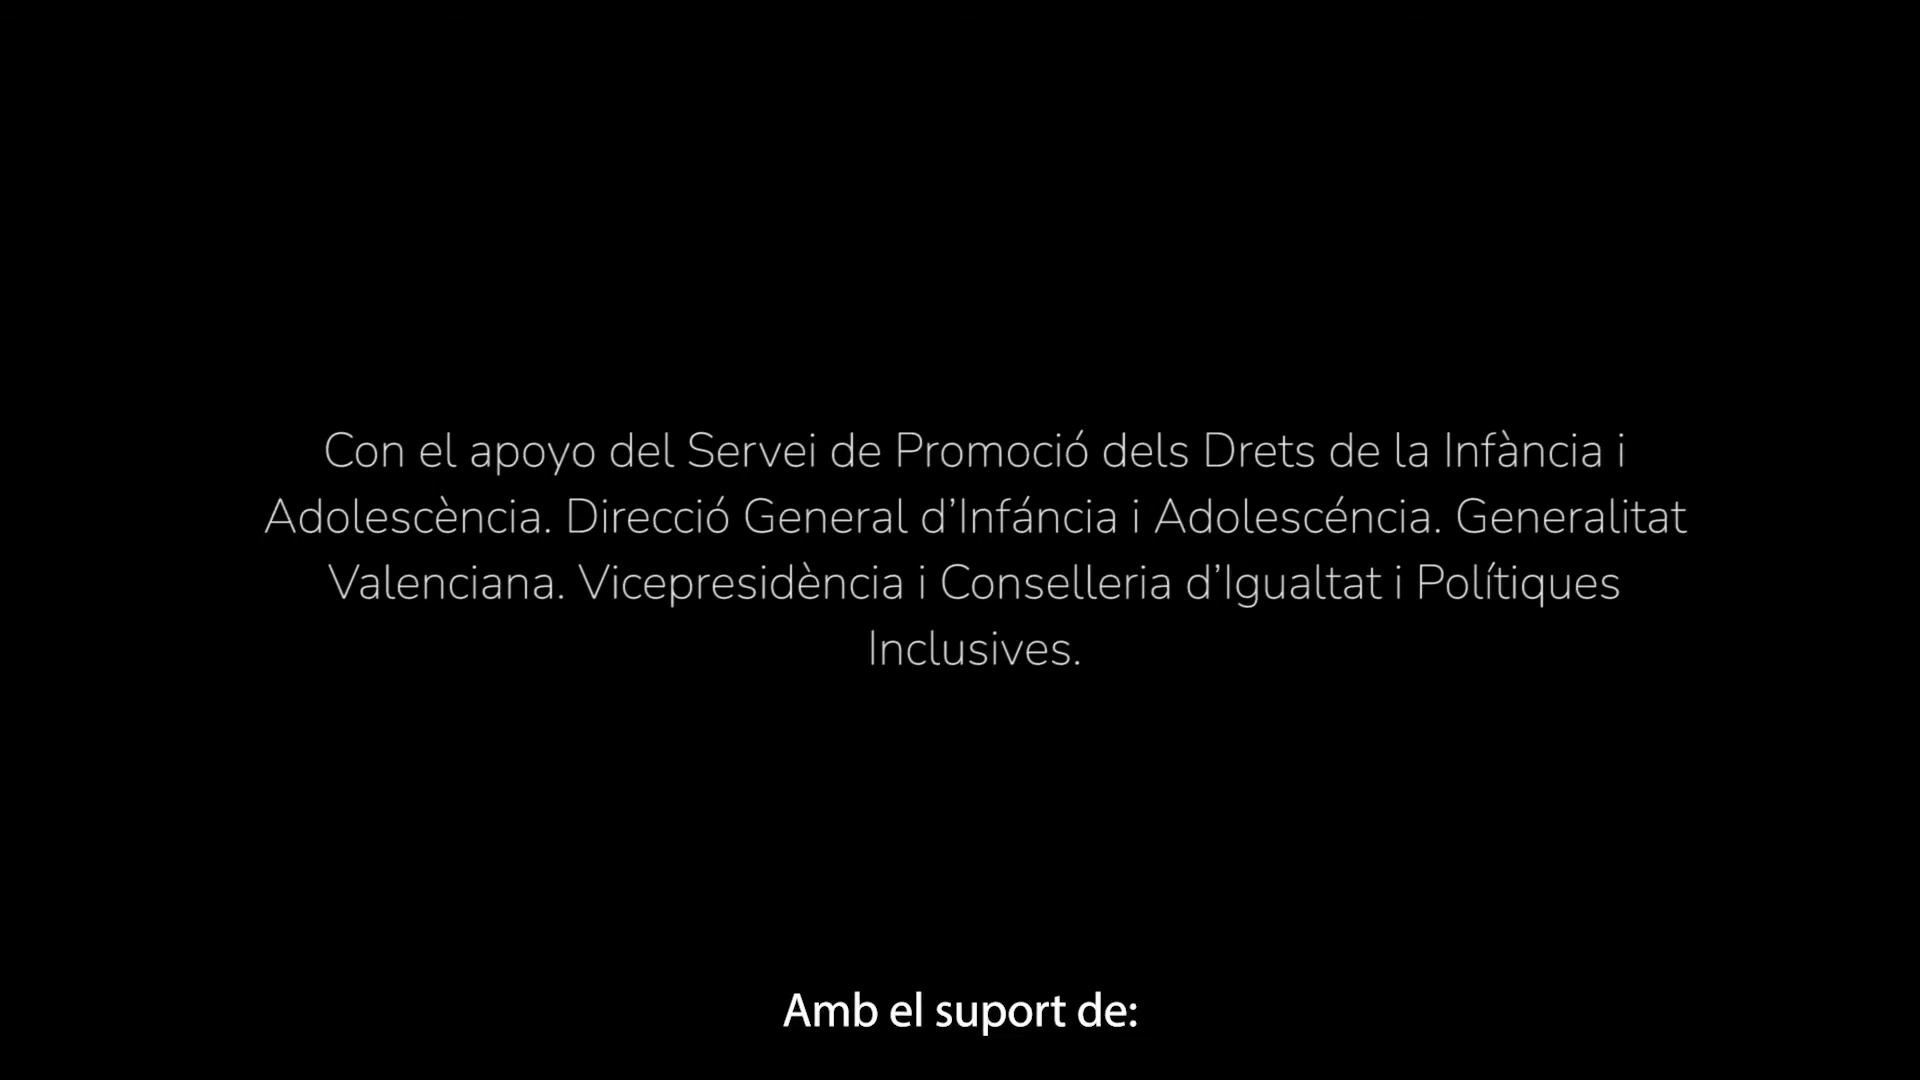 Con el apoyo del Servei de Promoció dels Drets de la Infància i
Adolescència. Direcció General d’Infáncia i Adolescéncia. Generalitat
Valenciana. Vicepresidència i Conselleria d’Igualtat i Polítiques
Inclusives.
Amb el suport de: